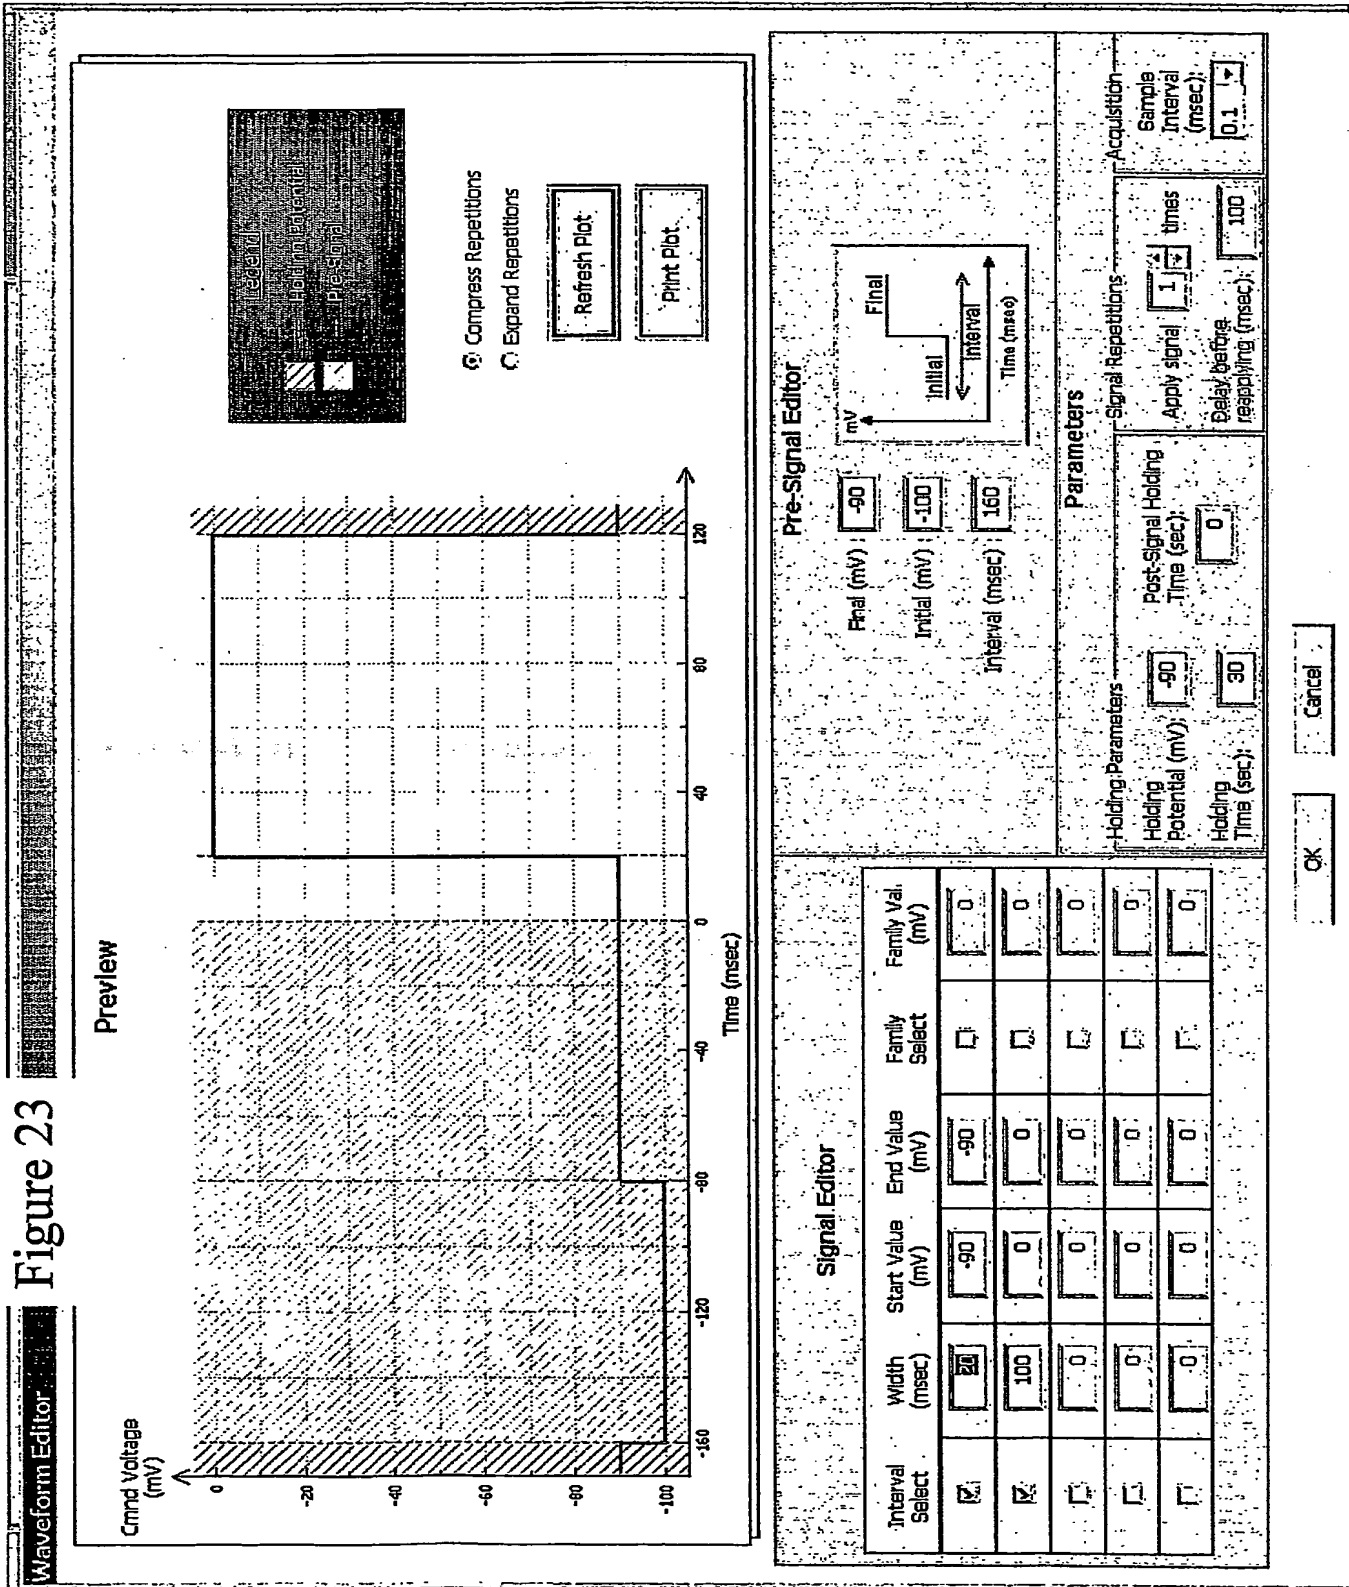 Figure 23
Waveform Editor
Preview
Cmnd Voltage
(mV)
0
-20
-40
-60
-80
-100
-160
-120
-80
-40
0
40
80
120
Time (msec)
Legend
Holding Potential
Pre-signal
Compress Repetitions
Expand Repetitions
Refresh Plot
Print Plot
Signal Editor
Interval Select Width (msec) Start Value (mV) End Value (mV) Family Select Family Val. (mV)
20 -90 -90 0
100 0 0 0
0 0 0 0
0 0 0 0
0 0 0 0
Pre-Signal Editor
Final (mV): -90
Initial (mV): -100
Interval (msec): 160
mV
Initial
Final
Interval
Time (msec)
Parameters
Holding Parameters
Holding Potential (mV): -90
Holding Time (sec): 30
Post-Signal Holding Time (sec): 0
Signal Repetitions
Apply signal 1 times
Delay before reapplying (msec): 100
Acquisition
Sample Interval (msec):
0.1
OK
Cancel